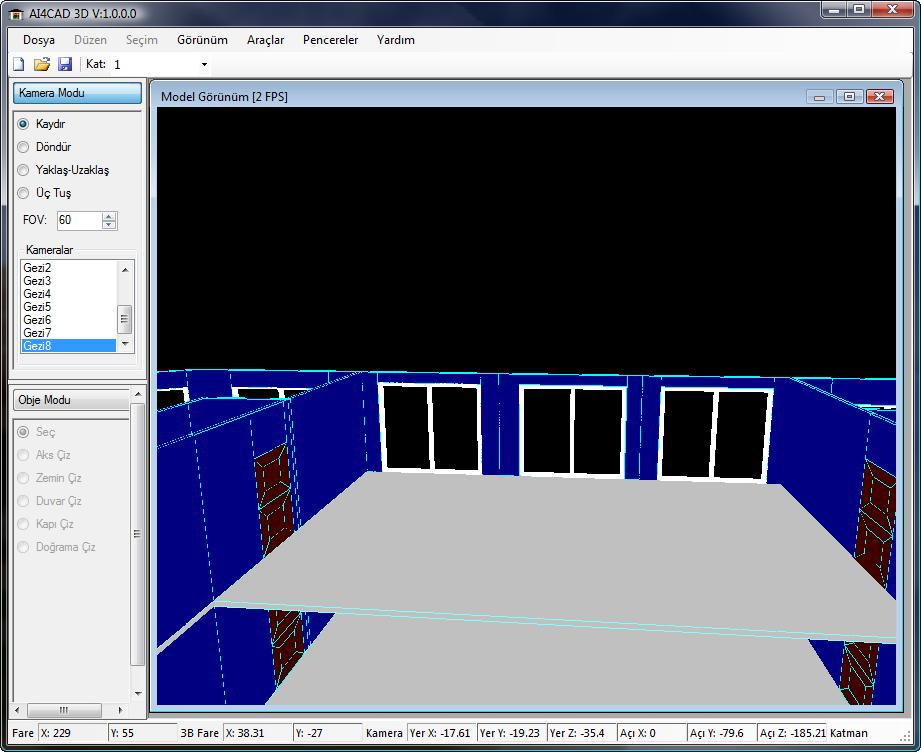 AI4CAD 3D V:1.0.0.0
Dosya Düzen Seçim Görünüm Araçlar Pencereler Yardım
Kat: 1
Kamera Modu
Kaydır
Döndür
Yaklaş-Uzaklaş
Üç Tuş
FOV: 60
Kameralar
Gezi2
Gezi3
Gezi4
Gezi5
Gezi6
Gezi7
Gezi8
Obje Modu
Seç
Aks Çiz
Zemin Çiz
Duvar Çiz
Kapı Çiz
Doğrama Çiz
Model Görünüm [2 FPS]
Fare X: 229 Y: 55 3B Fare X: 38.31 Y: -27 Kamera Yer X: -17.61 Yer Y: -19.23 Yer Z: -35.4 Açı X: 0 Açı Y: -79.6 Açı Z: -185.21 Katman